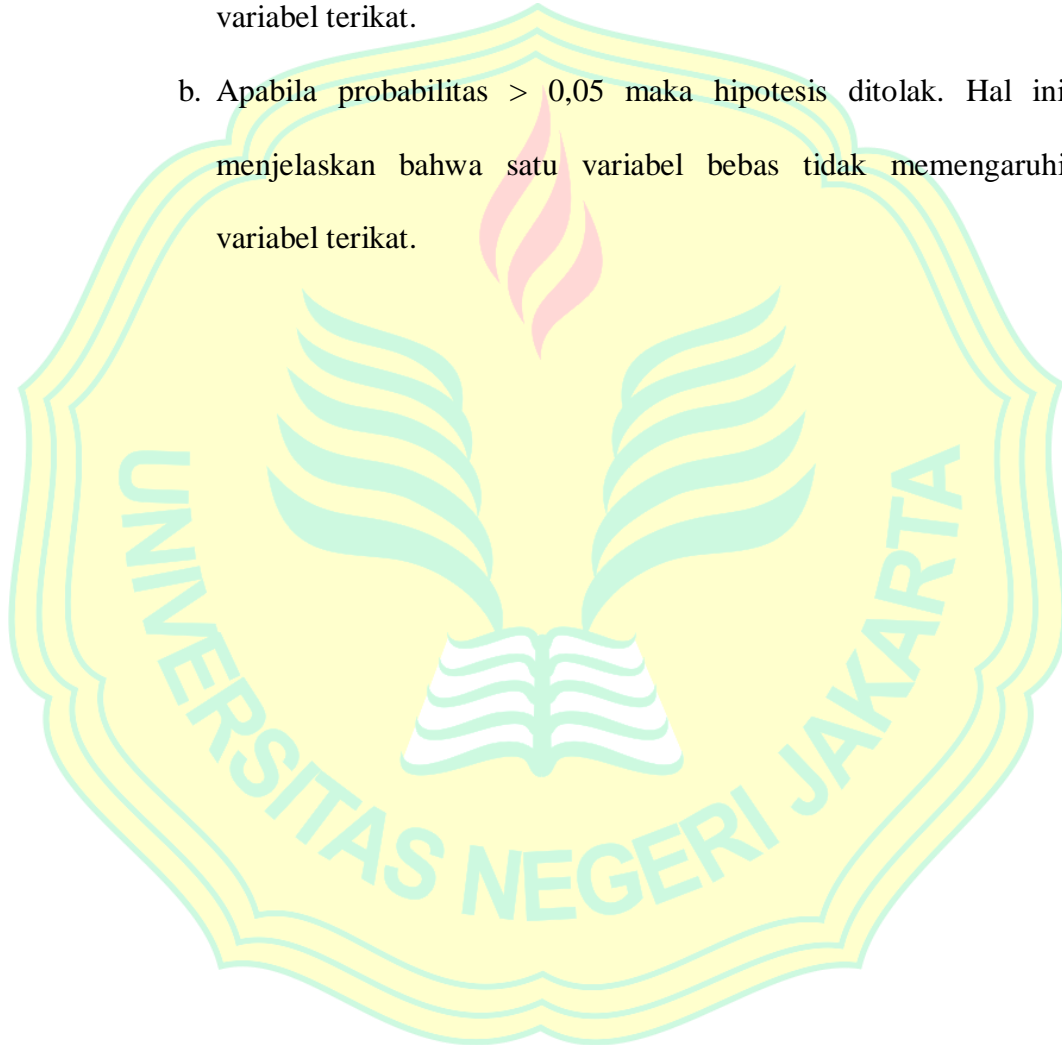 variabel terikat.
b. Apabila probabilitas > 0,05 maka hipotesis ditolak. Hal ini
menjelaskan bahwa satu variabel bebas tidak memengaruhi
variabel terikat.
UNIVERSITAS NEGERI JAKARTA